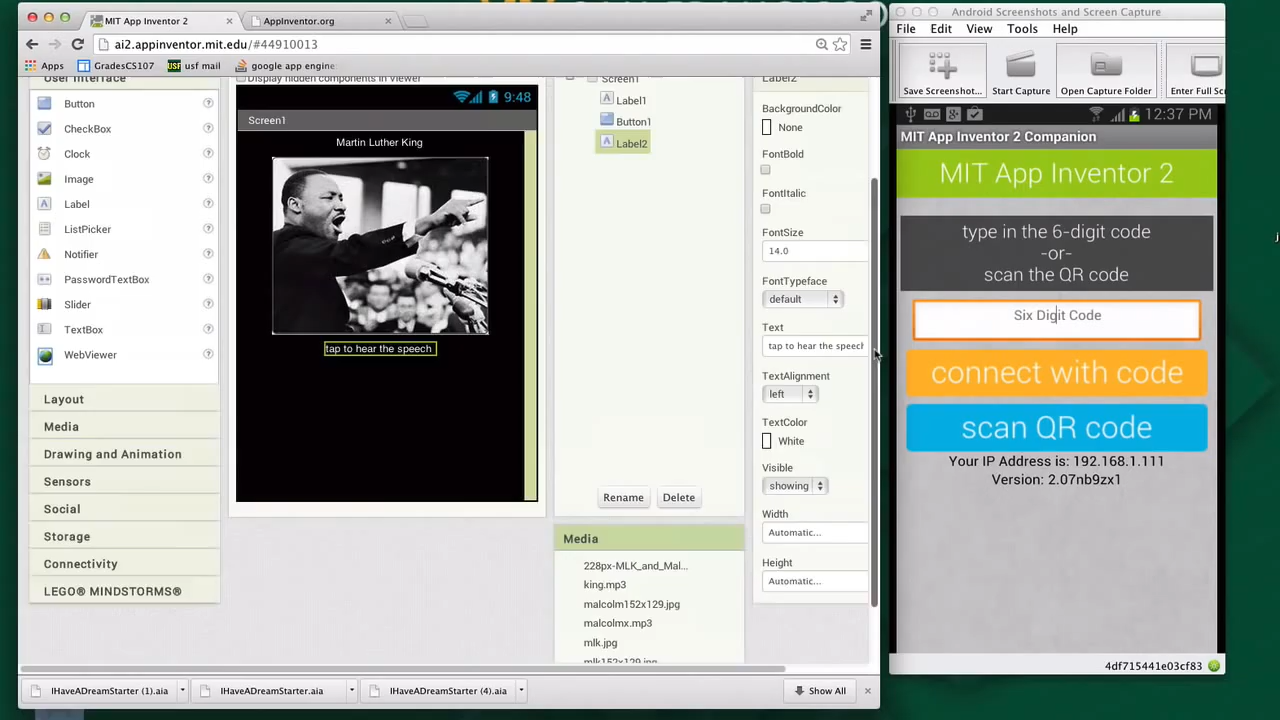 MIT App Inventor 2
AppInventor.org
ai2.appinventor.mit.edu/#44910013
Apps
GradesCS107
USF
usf mail
google app engine
User Interface
Button
CheckBox
Clock
Image
Label
ListPicker
Notifier
PasswordTextBox
Slider
TextBox
WebViewer
Layout
Media
Drawing and Animation
Sensors
Social
Storage
Connectivity
LEGO® MINDSTORMS®
Display hidden components in Viewer
9:48
Screen1
Martin Luther King
tap to hear the speech
Screen1
Label1
Button1
Label2
Rename
Delete
Media
228px-MLK_and_Mal...
king.mp3
malcolm152x129.jpg
malcolmx.mp3
mlk.jpg
mlk152x129.jpg
Label2
BackgroundColor
None
FontBold
FontItalic
FontSize
14.0
FontTypeface
default
Text
tap to hear the speech
TextAlignment
left
TextColor
White
Visible
showing
Width
Automatic...
Height
Automatic...
IHaveADreamStarter (1).aia
IHaveADreamStarter.aia
IHaveADreamStarter (4).aia
Show All
Android Screenshots and Screen Capture
File Edit View Tools Help
Save Screenshot...
Start Capture
Open Capture Folder
Enter Full Scr
12:37 PM
MIT App Inventor 2 Companion
MIT App Inventor 2
type in the 6-digit code
-or-
scan the QR code
Six Digit Code
connect with code
scan QR code
Your IP Address is: 192.168.1.111
Version: 2.07nb9zx1
4df715441e03cf83